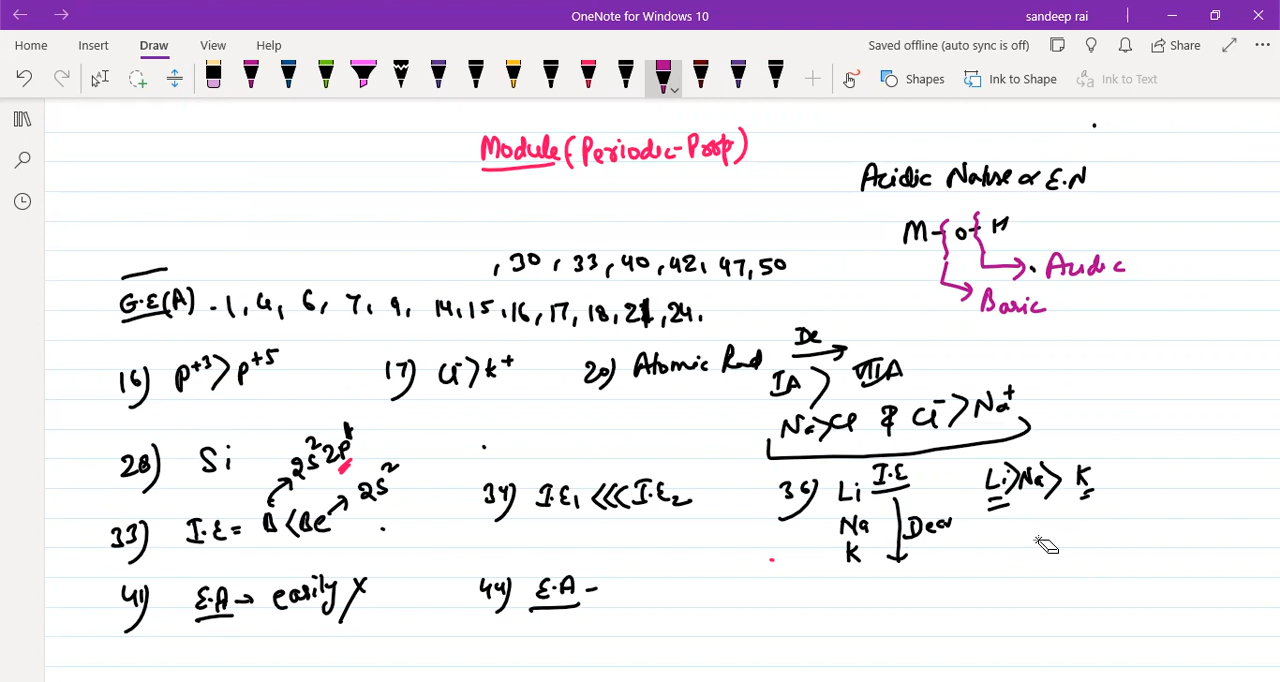 OneNote for Windows 10
sandeep rai
Home Insert Draw View Help
Saved offline (auto sync is off)
Share
Shapes
Ink to Shape
Ink to Text
Module (Periodic-Prop)
Acidic Nature ∝ E.N
M-O-H
Acidic
Basic
, 30, 33, 40, 42, 47, 50
G.E(A) - 1, 4, 6, 7, 9, 14, 15, 16, 17, 18, 21, 24.
16) P+3 > P+5
17) Cl- > K+
20) Atomic Rad
De
IA > VIIA
Na > Cl & Cl- > Na+
28) Si
2s2 2p1
2s2
33) I.E = B < Be
34) I.E1 <<< I.E2
36) Li I.E
Na
K
Decr
Li > Na > K
41) E.A → easily X
44) E.A -